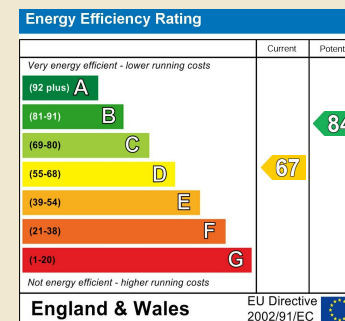 Energy Efficiency Rating
Current
Very energy efficient - lower running costs
(92 plus) A
(81-91) B
84
(69-80) C
(55-68) D
67
(39-54) E
(21-38) F
(1-20) G
Not energy efficient - higher running costs
England & Wales
EU Directive
2002/91/EC